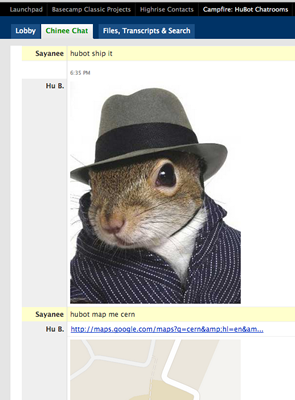 Launchpad Basecamp Classic Projects Highrise Contacts Campfire: HuBot Chatrooms
Lobby Chinee Chat Files, Transcripts & Search
Sayanee hubot ship it
6:35 PM
Hu B.
Sayanee hubot map me cern
Hu B. http://maps.google.com/maps?q=cern&amp;hl=en&am...